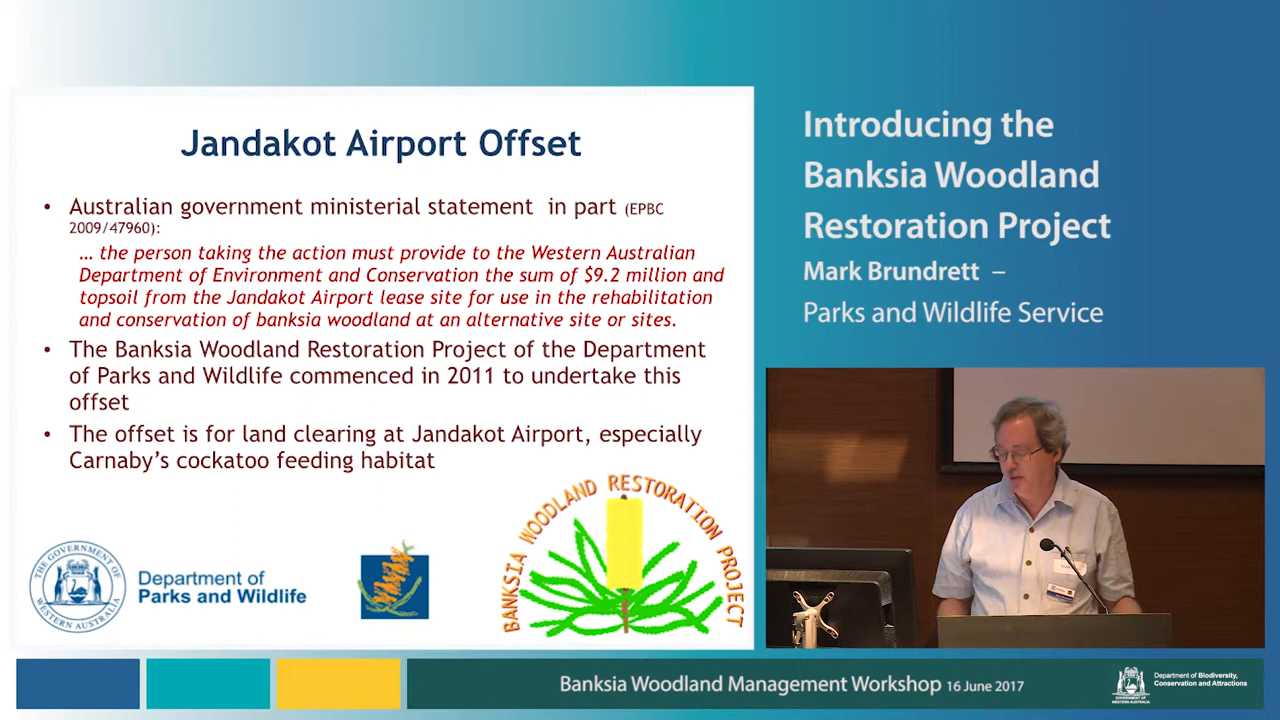 Jandakot Airport Offset
• Australian government ministerial statement in part (EPBC
2009/47960):
… the person taking the action must provide to the Western Australian
Department of Environment and Conservation the sum of $9.2 million and
topsoil from the Jandakot Airport lease site for use in the rehabilitation
and conservation of banksia woodland at an alternative site or sites.
• The Banksia Woodland Restoration Project of the Department
of Parks and Wildlife commenced in 2011 to undertake this
offset
• The offset is for land clearing at Jandakot Airport, especially
Carnaby's cockatoo feeding habitat
THE GOVERNMENT OF
WESTERN AUSTRALIA
Department of
Parks and Wildlife
BANKSIA WOODLAND RESTORATION PROJECT
Introducing the
Banksia Woodland
Restoration Project
Mark Brundrett –
Parks and Wildlife Service
Banksia Woodland Management Workshop 16 June 2017
GOVERNMENT OF
WESTERN AUSTRALIA
Department of Biodiversity,
Conservation and Attractions